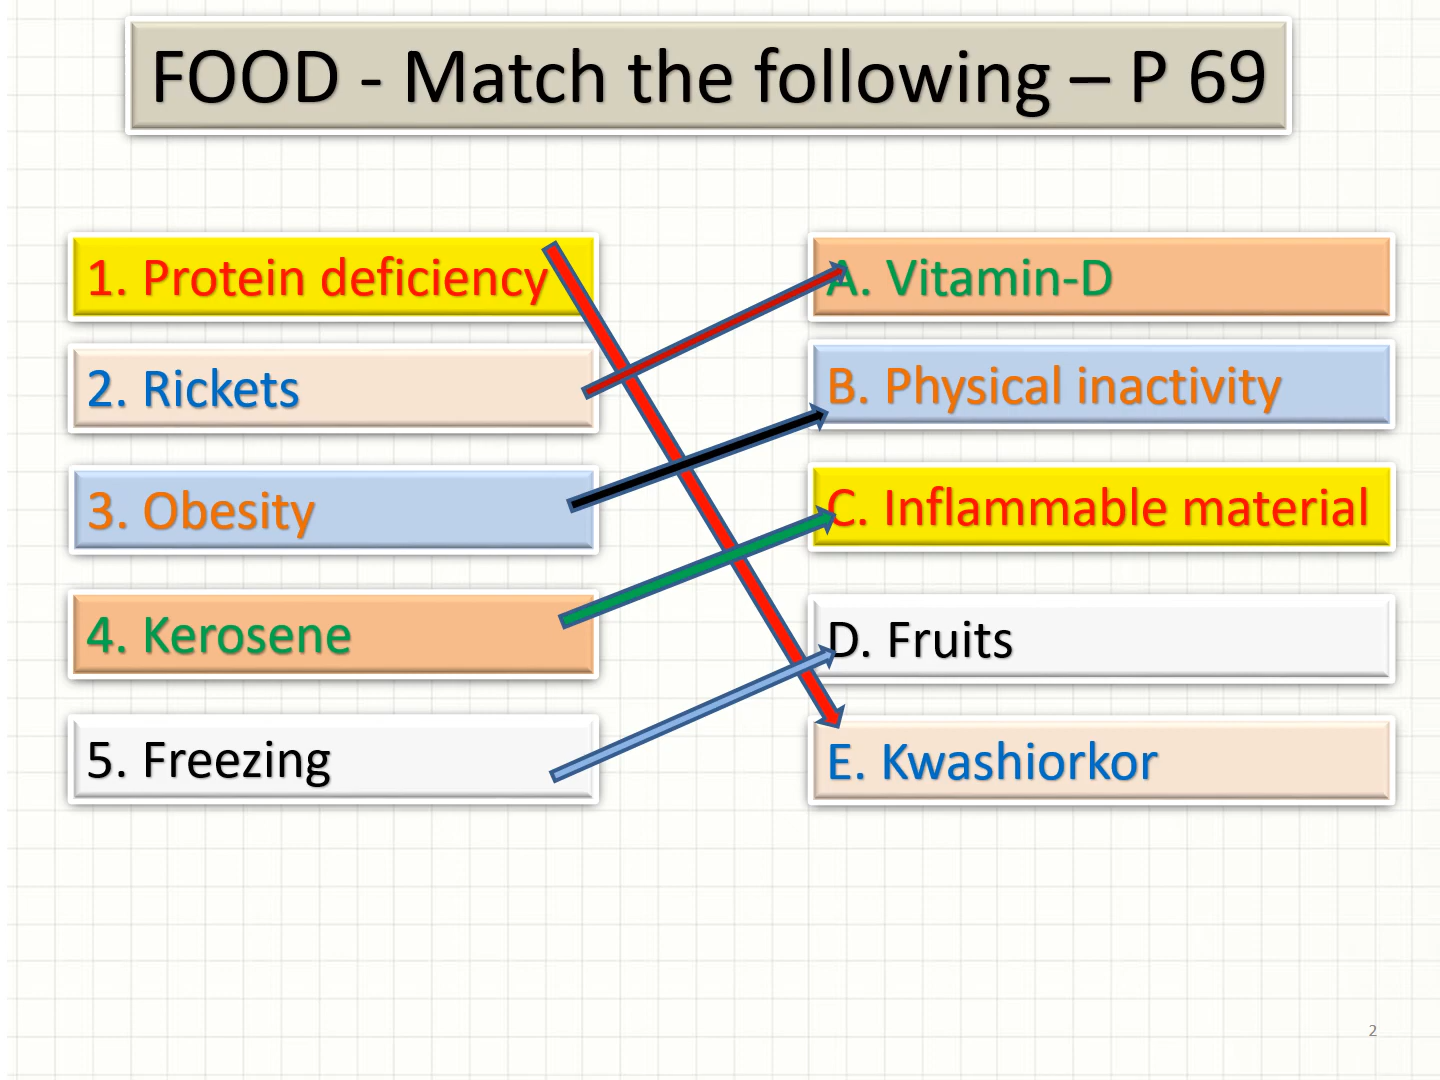 FOOD - Match the following – P 69
1. Protein deficiency
A. Vitamin-D
2. Rickets
B. Physical inactivity
3. Obesity
C. Inflammable material
4. Kerosene
D. Fruits
5. Freezing
E. Kwashiorkor
2